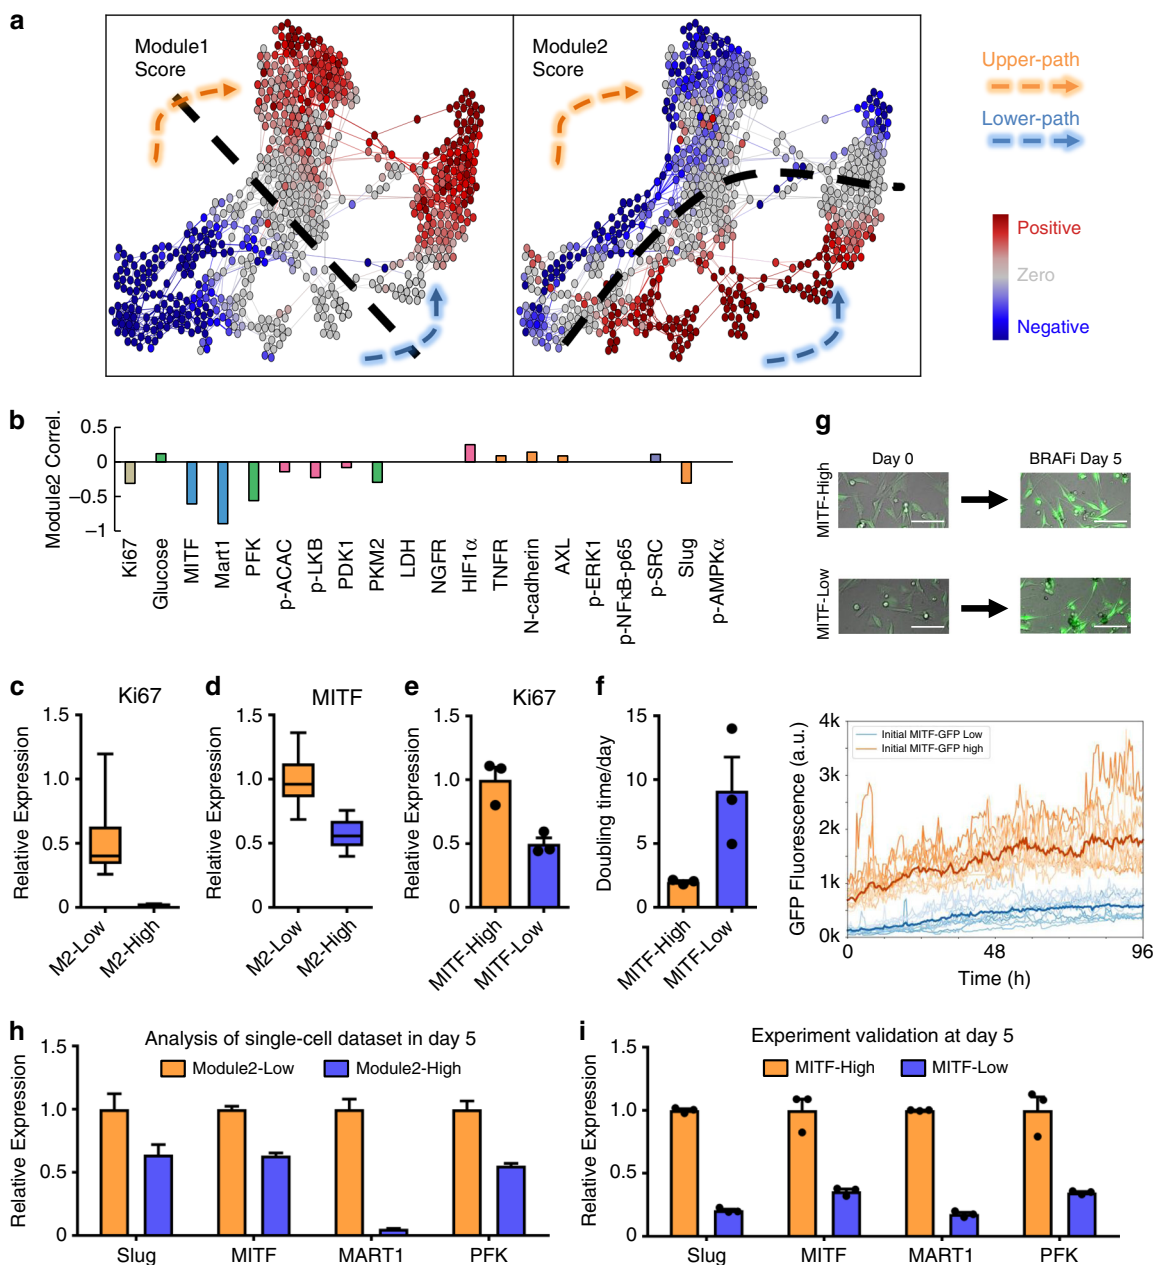 a
Module1
Score
Module2
Score
Upper-path
Lower-path
Positive
Zero
Negative
b
Module2 Correl.
0.5
0
−0.5
−1
Ki67
Glucose
MITF
Mart1
PFK
p-ACAC
p-LKB
PDK1
PKM2
LDH
NGFR
HIF1α
TNFR
N-cadherin
AXL
p-ERK1
p-NFκB-p65
p-SRC
Slug
p-AMPKα
g
Day 0
BRAFi Day 5
MITF-High
MITF-Low
c
Ki67
Relative Expression
1.5
1.0
0.5
0
M2-Low
M2-High
d
MITF
Relative Expression
1.5
1.0
0.5
0
M2-Low
M2-High
e
Ki67
Relative Expression
1.5
1.0
0.5
0
MITF-High
MITF-Low
f
Doubling time/day
15
10
5
0
MITF-High
MITF-Low
GFP Fluorescence (a.u.)
4k
3k
2k
1k
0k
Initial MITF-GFP Low
Initial MITF-GFP high
0
48
96
Time (h)
h
Analysis of single-cell dataset in day 5
Module2-Low
Module2-High
Relative Expression
1.5
1.0
0.5
0
Slug
MITF
MART1
PFK
i
Experiment validation at day 5
MITF-High
MITF-Low
Relative Expression
1.5
1.0
0.5
0
Slug
MITF
MART1
PFK